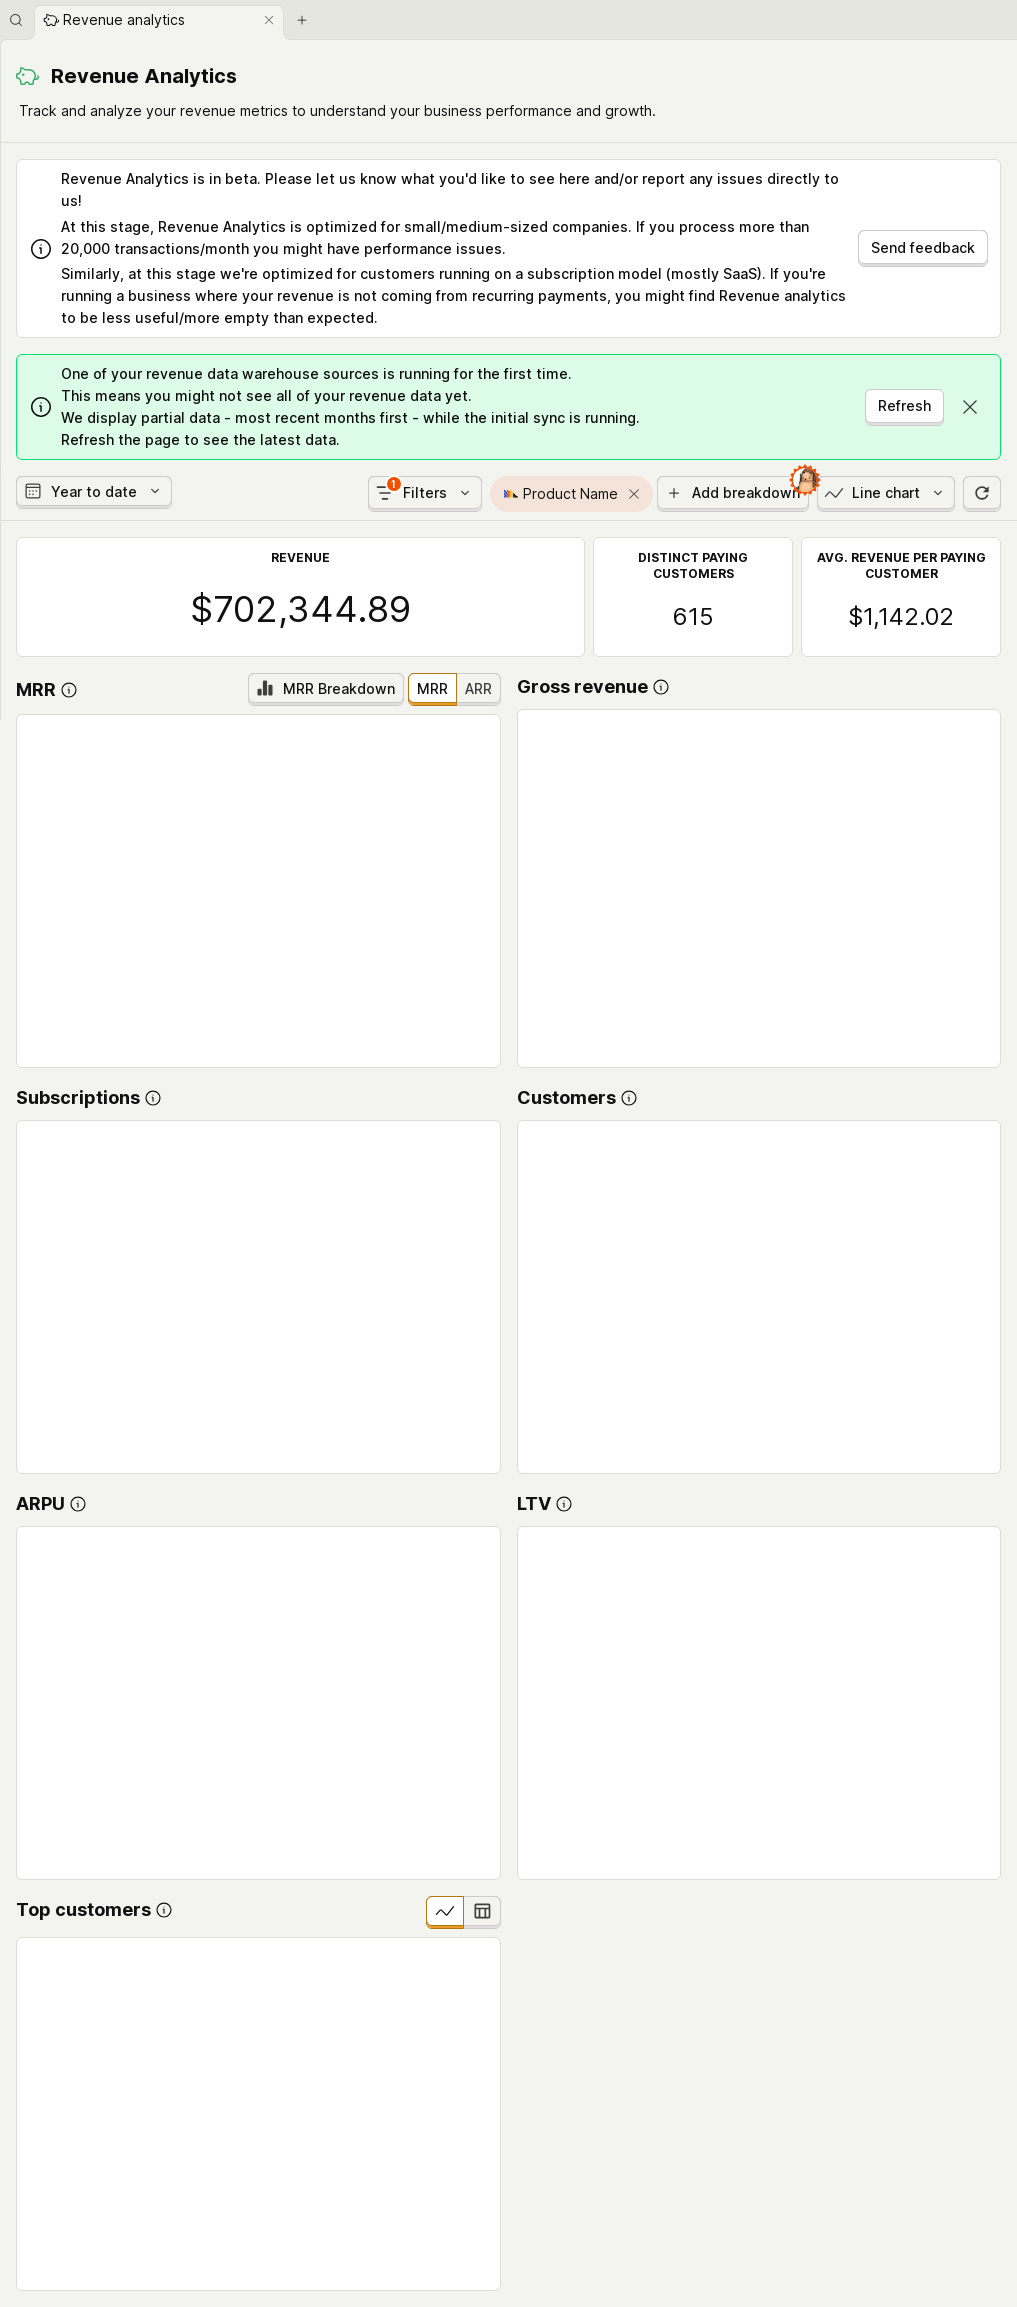 Revenue analytics
Revenue Analytics
Track and analyze your revenue metrics to understand your business performance and growth.
Revenue Analytics is in beta. Please let us know what you'd like to see here and/or report any issues directly to
us!
At this stage, Revenue Analytics is optimized for small/medium-sized companies. If you process more than
20,000 transactions/month you might have performance issues.
Similarly, at this stage we're optimized for customers running on a subscription model (mostly SaaS). If you're
running a business where your revenue is not coming from recurring payments, you might find Revenue analytics
to be less useful/more empty than expected.
Send feedback
One of your revenue data warehouse sources is running for the first time.
This means you might not see all of your revenue data yet.
We display partial data - most recent months first - while the initial sync is running.
Refresh the page to see the latest data.
Refresh
Year to date
1
Filters
Product Name
Add breakdown
Line chart
REVENUE
$702,344.89
DISTINCT PAYING
CUSTOMERS
615
AVG. REVENUE PER PAYING
CUSTOMER
$1,142.02
MRR
MRR Breakdown
MRR
ARR
Gross revenue
Subscriptions
Customers
ARPU
LTV
Top customers